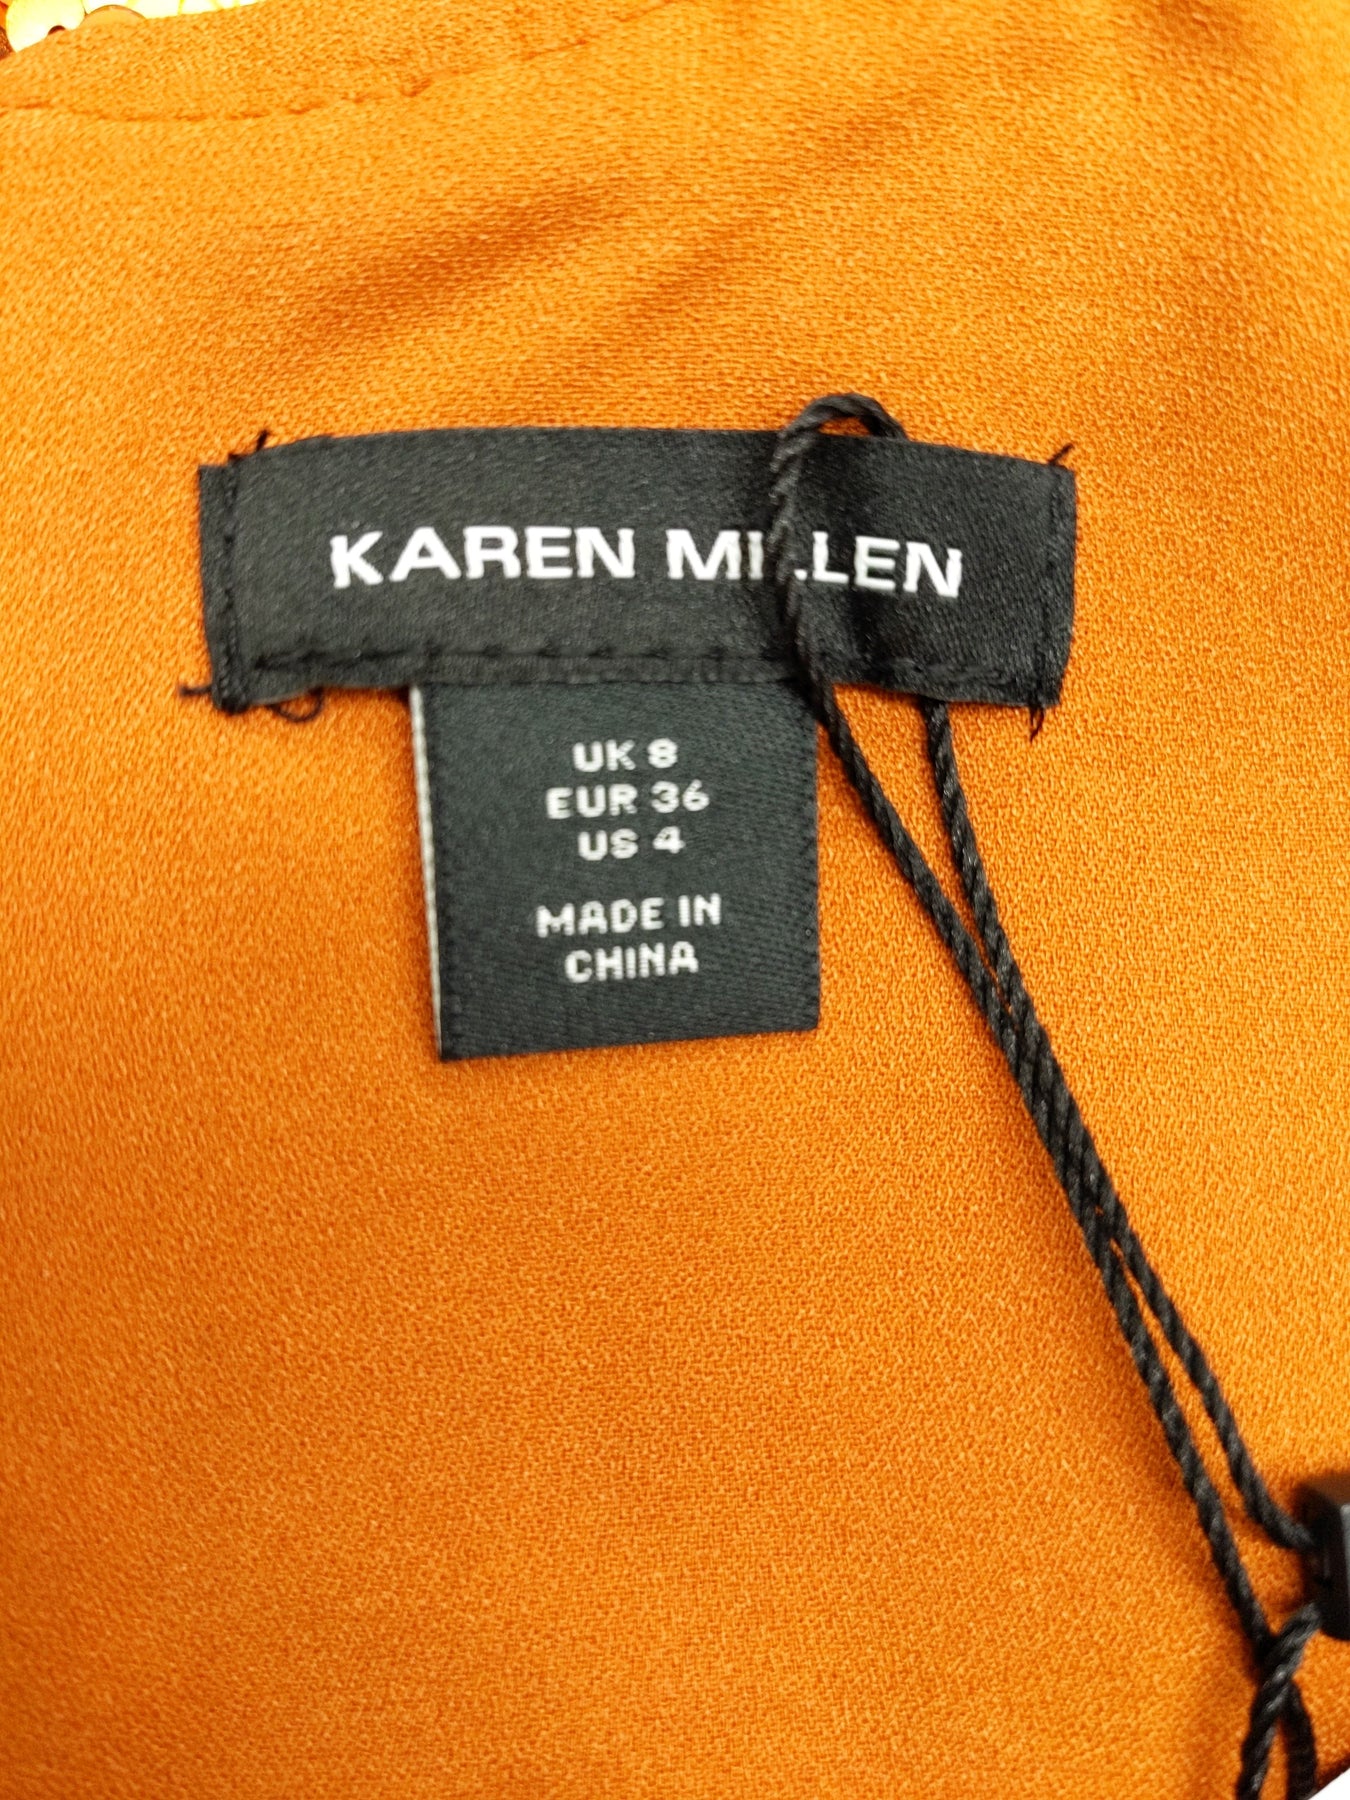 KAREN MILLEN
UK 8
EUR 36
US 4
MADE IN
CHINA